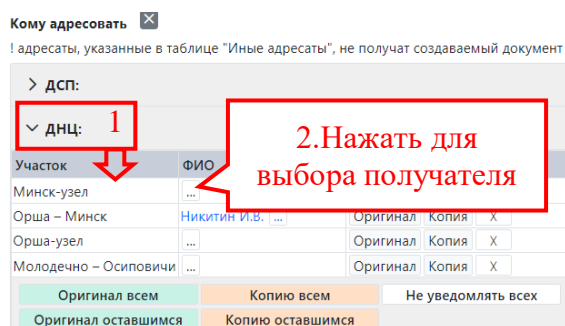 Кому адресовать X
! адресаты, указанные в таблице "Иные адресаты", не получат создаваемый документ
> ДСП:
ДНЦ: 1
2.Нажать для
выбора получателя
Участок ФИО
Минск-узел ...
Орша – Минск Никитин И.В. ... Оригинал Копия X
Орша-узел ... Оригинал Копия X
Молодечно – Осиповичи ... Оригинал Копия X
Оригинал всем Копию всем Не уведомлять всех
Оригинал оставшимся Копию оставшимся